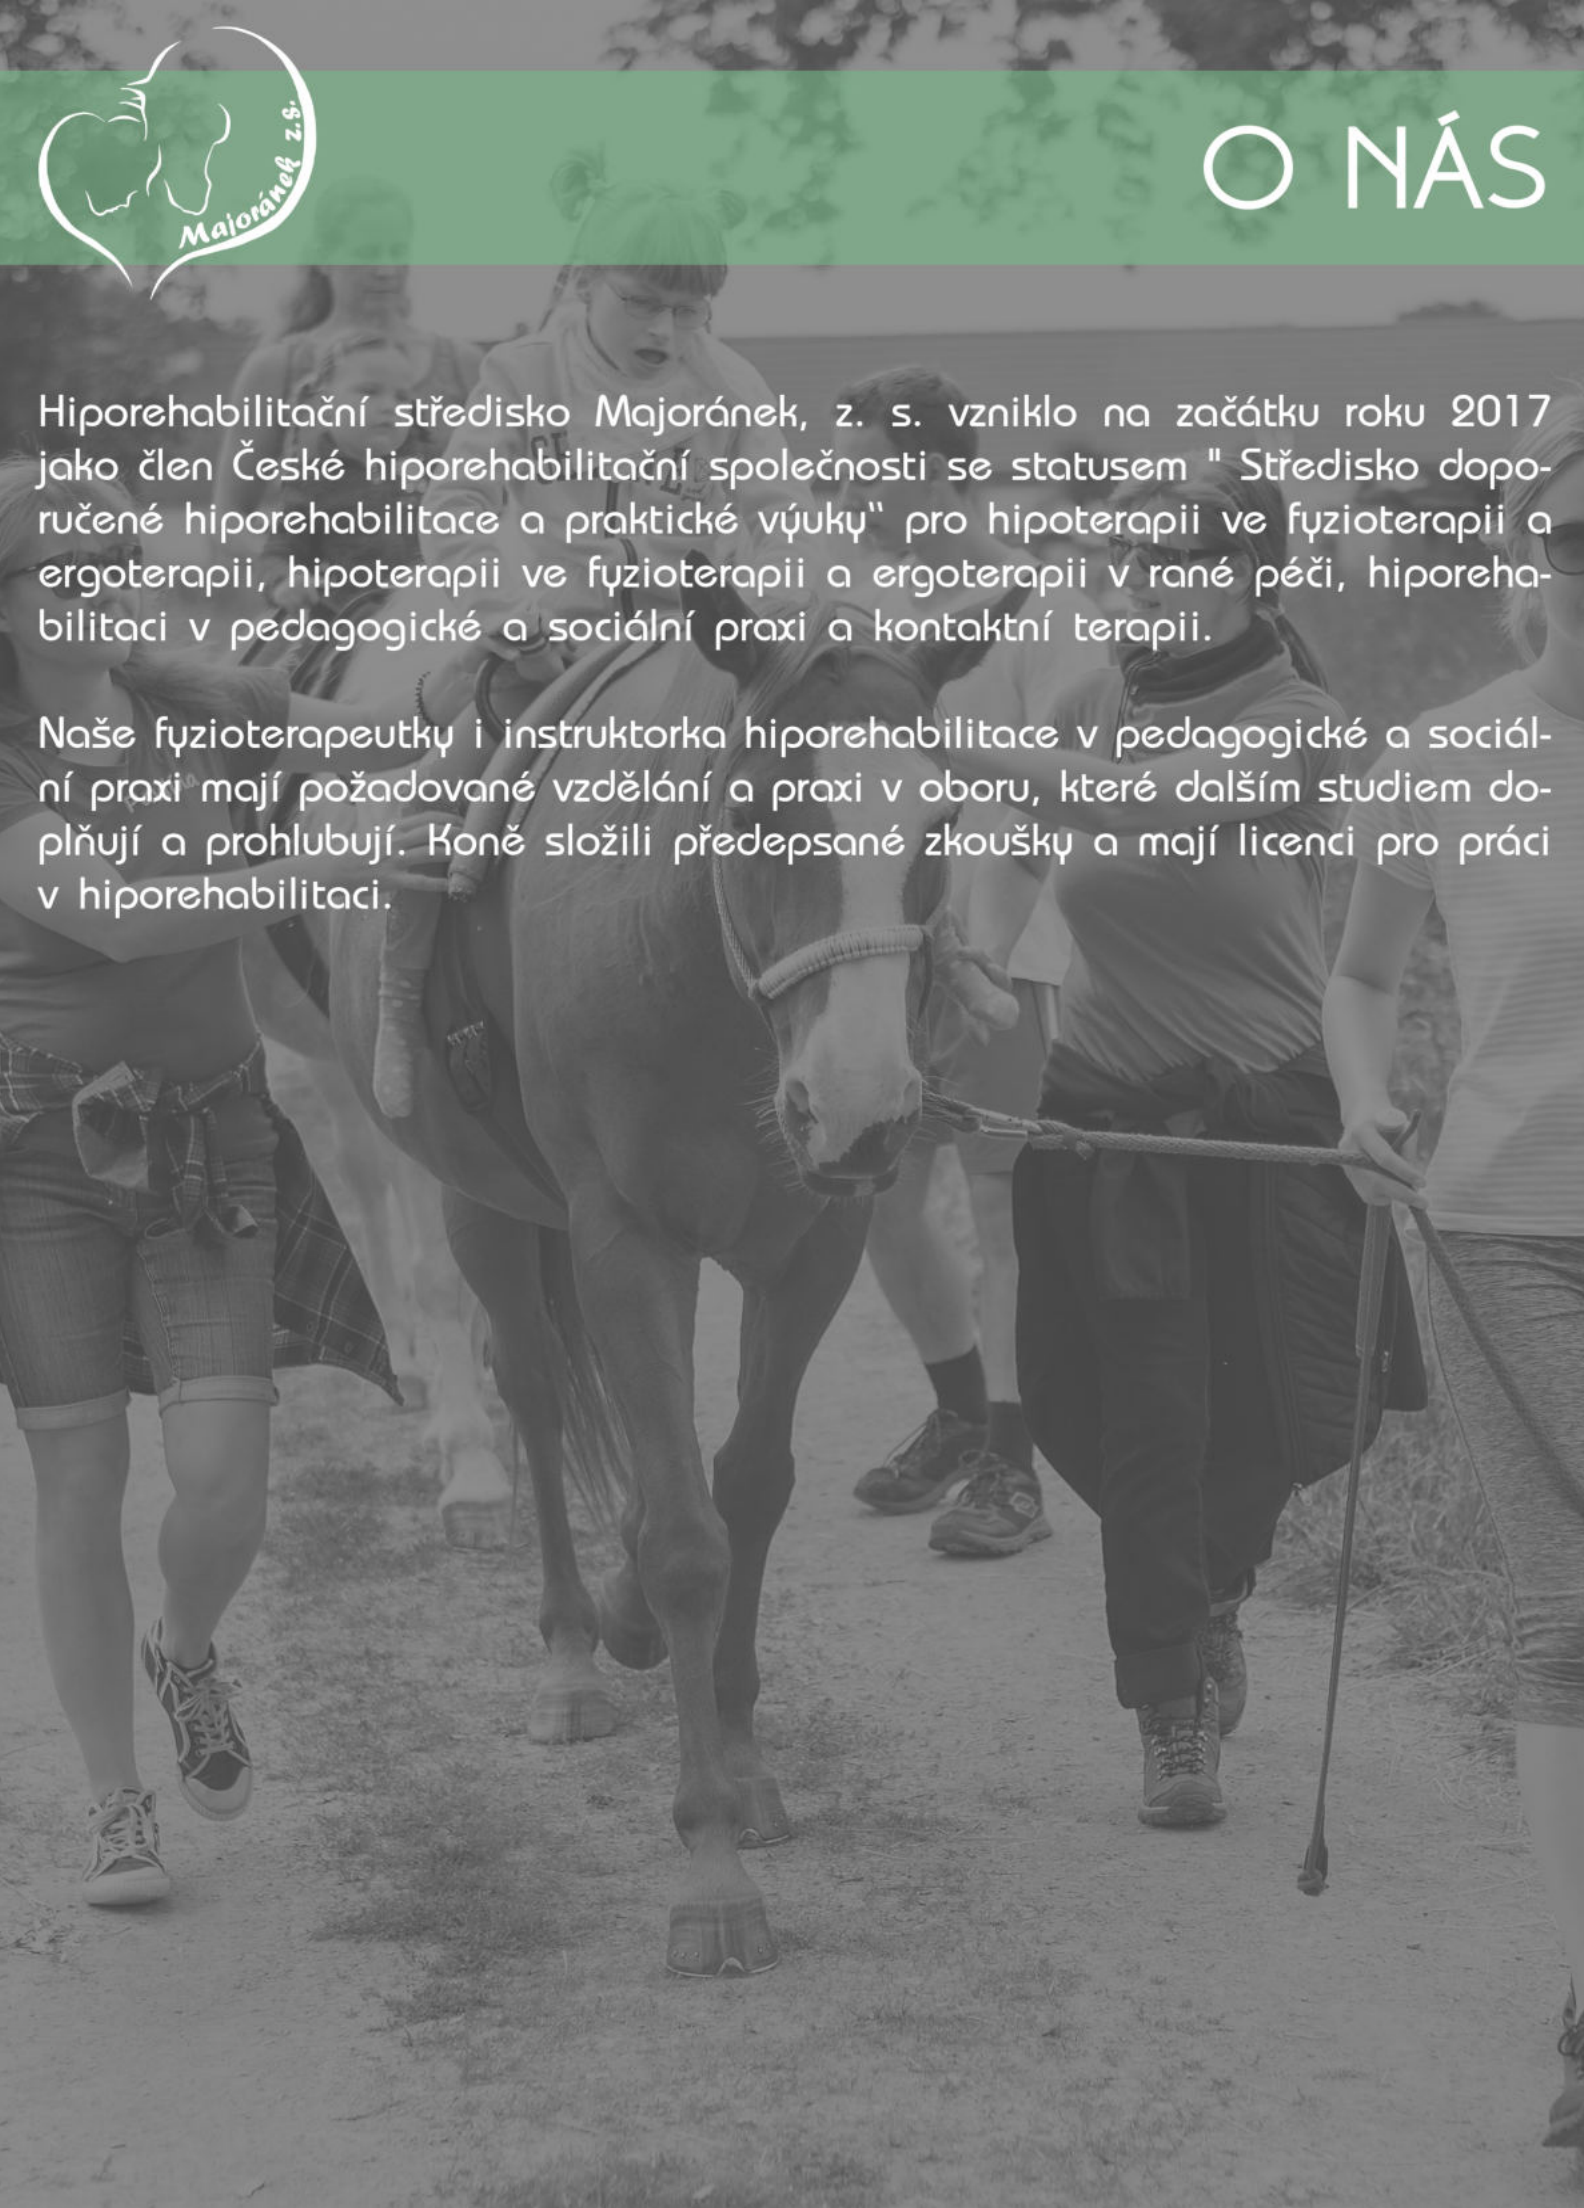 Majoránek z.s.
O NÁS
Hiporehabilitační středisko Majoránek, z. s. vzniklo na začátku roku 2017
jako člen České hiporehabilitační společnosti se statusem " Středisko dopo-
ručené hiporehabilitace a praktické výuky“ pro hipoterapii ve fyzioterapii a
ergoterapii, hipoterapii ve fyzioterapii a ergoterapii v rané péči, hiporeha-
bilitaci v pedagogické a sociální praxi a kontaktní terapii.
Naše fyzioterapeutky i instruktorka hiporehabilitace v pedagogické a sociál-
ní praxi mají požadované vzdělání a praxi v oboru, které dalším studiem do-
plňují a prohlubují. Koně složili předepsané zkoušky a mají licenci pro práci
v hiporehabilitaci.